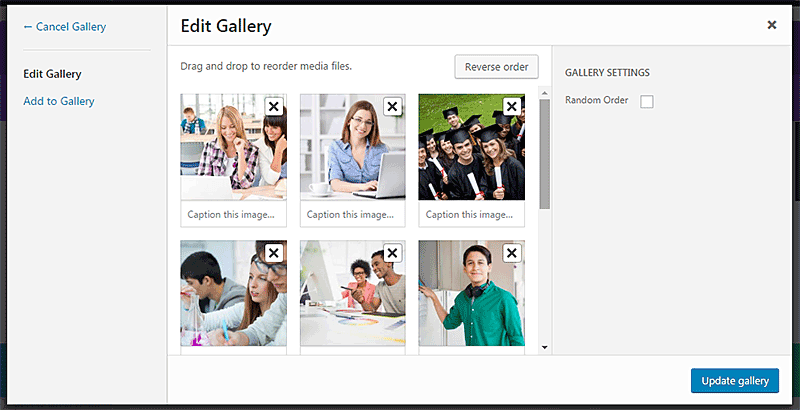 ← Cancel Gallery
Edit Gallery
Add to Gallery
Edit Gallery
Drag and drop to reorder media files.
Reverse order
Caption this image...
Caption this image...
Caption this image...
GALLERY SETTINGS
Random Order
Update gallery